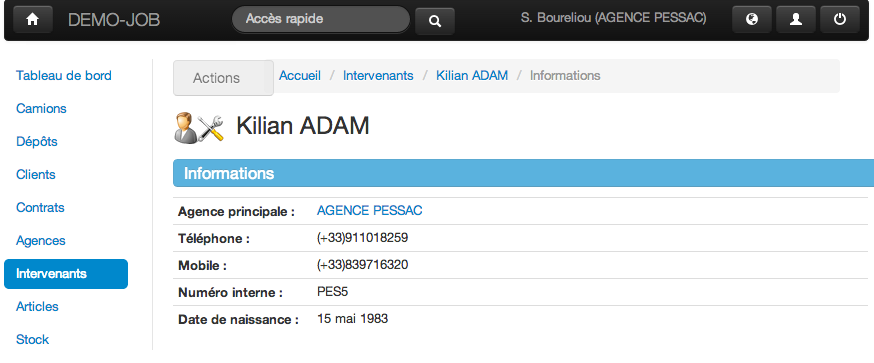 DEMO-JOB Accès rapide S. Boureliou (AGENCE PESSAC)
Actions Accueil / Intervenants / Kilian ADAM / Informations
Tableau de bord
Camions
Dépôts
Clients
Contrats
Agences
Intervenants
Articles
Stock
Kilian ADAM
Informations
Agence principale : AGENCE PESSAC
Téléphone : (+33)911018259
Mobile : (+33)839716320
Numéro interne : PES5
Date de naissance : 15 mai 1983